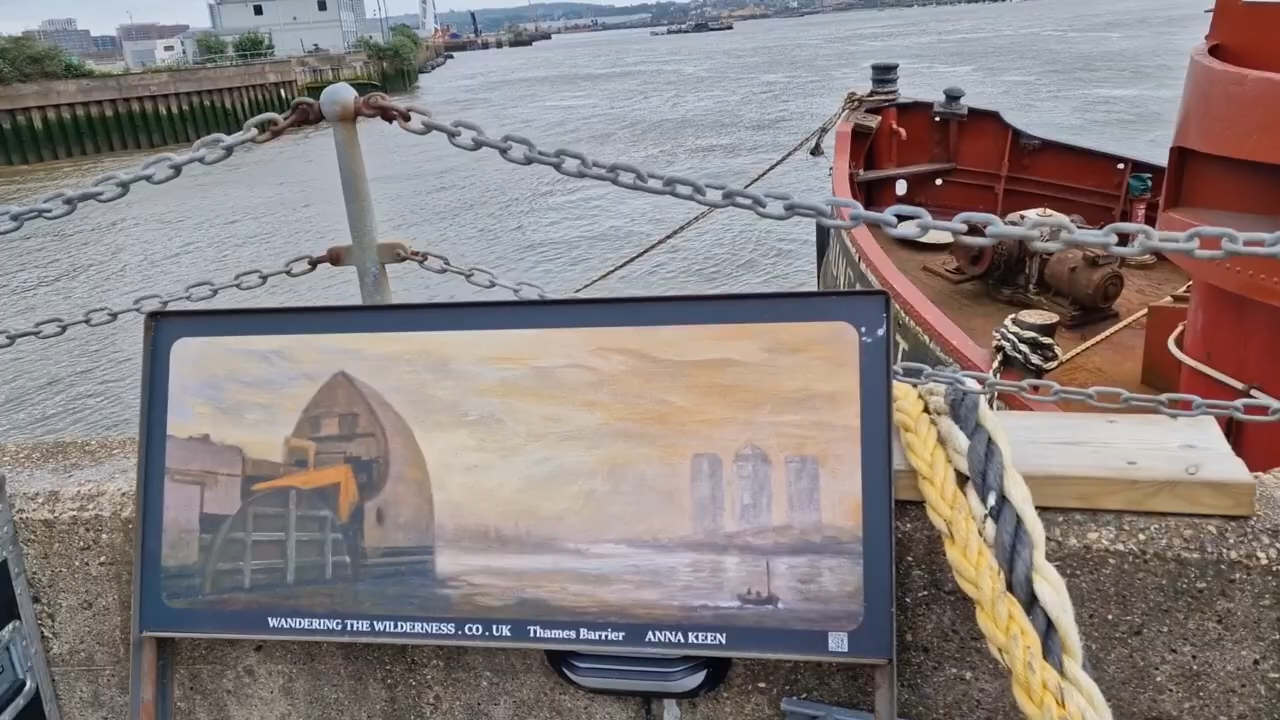 WANDERING THE WILDERNESS . CO . UK Thames Barrier ANNA KEEN